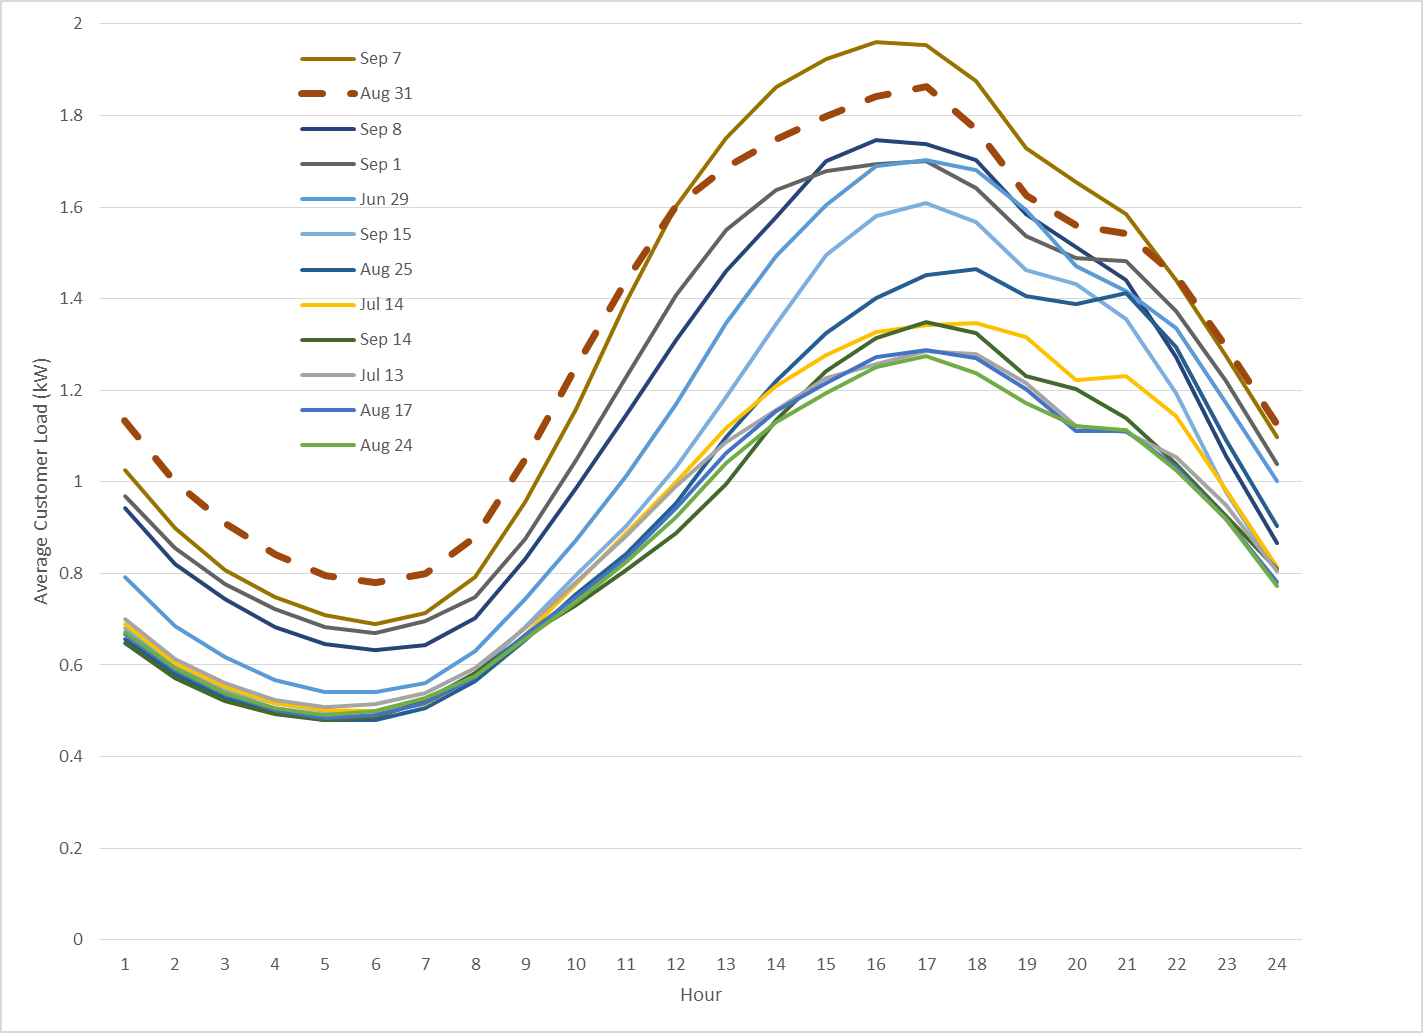 2
1.8
1.6
1.4
1.2
1
0.8
0.6
0.4
0.2
0
Average Customer Load (kW)
Sep 7
Aug 31
Sep 8
Sep 1
Jun 29
Sep 15
Aug 25
Jul 14
Sep 14
Jul 13
Aug 17
Aug 24
1 2 3 4 5 6 7 8 9 10 11 12 13 14 15 16 17 18 19 20 21 22 23 24
Hour